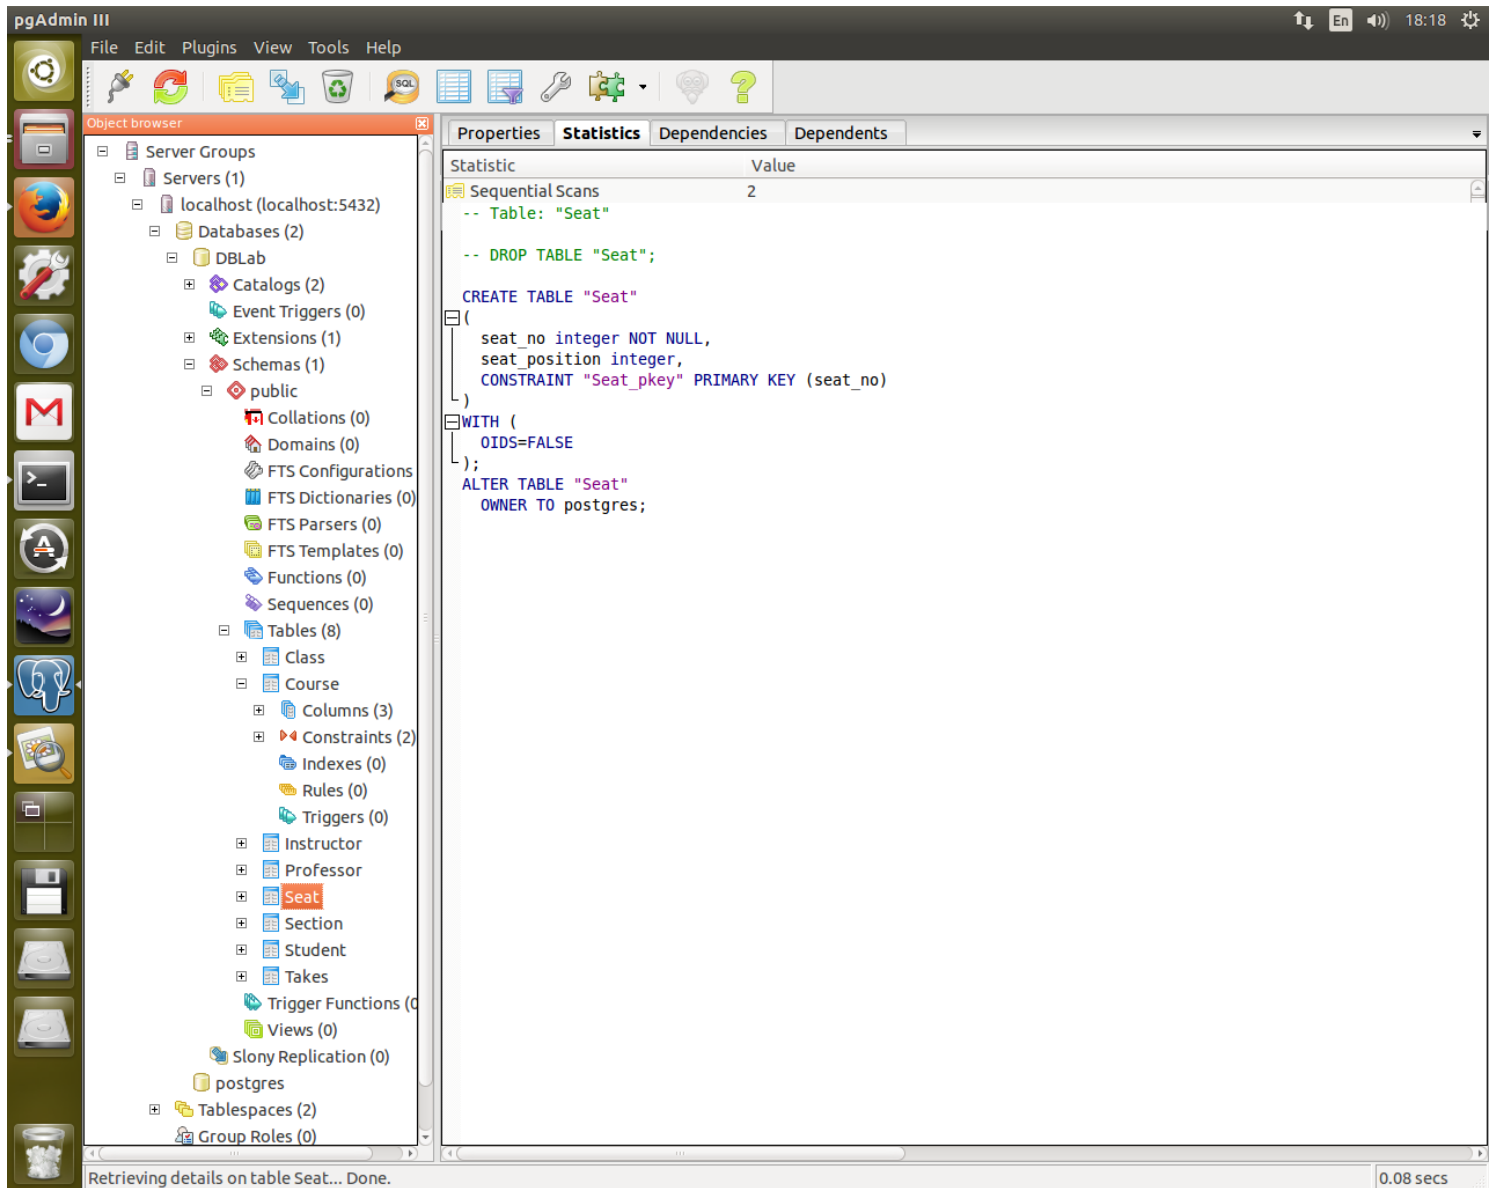 pgAdmin III
En
18:18
File Edit Plugins View Tools Help
SQL
Object browser
Server Groups
Servers (1)
localhost (localhost:5432)
Databases (2)
DBLab
Catalogs (2)
Event Triggers (0)
Extensions (1)
Schemas (1)
public
Collations (0)
Domains (0)
FTS Configurations
FTS Dictionaries (0)
FTS Parsers (0)
FTS Templates (0)
Functions (0)
Sequences (0)
Tables (8)
Class
Course
Columns (3)
Constraints (2)
Indexes (0)
Rules (0)
Triggers (0)
Instructor
Professor
Seat
Section
Student
Takes
Trigger Functions (0
Views (0)
Slony Replication (0)
postgres
Tablespaces (2)
Group Roles (0)
Properties Statistics Dependencies Dependents
Statistic Value
Sequential Scans 2
-- Table: "Seat"
-- DROP TABLE "Seat";
CREATE TABLE "Seat"
(
seat_no integer NOT NULL,
seat_position integer,
CONSTRAINT "Seat_pkey" PRIMARY KEY (seat_no)
)
WITH (
OIDS=FALSE
);
ALTER TABLE "Seat"
OWNER TO postgres;
Retrieving details on table Seat... Done.
0.08 secs